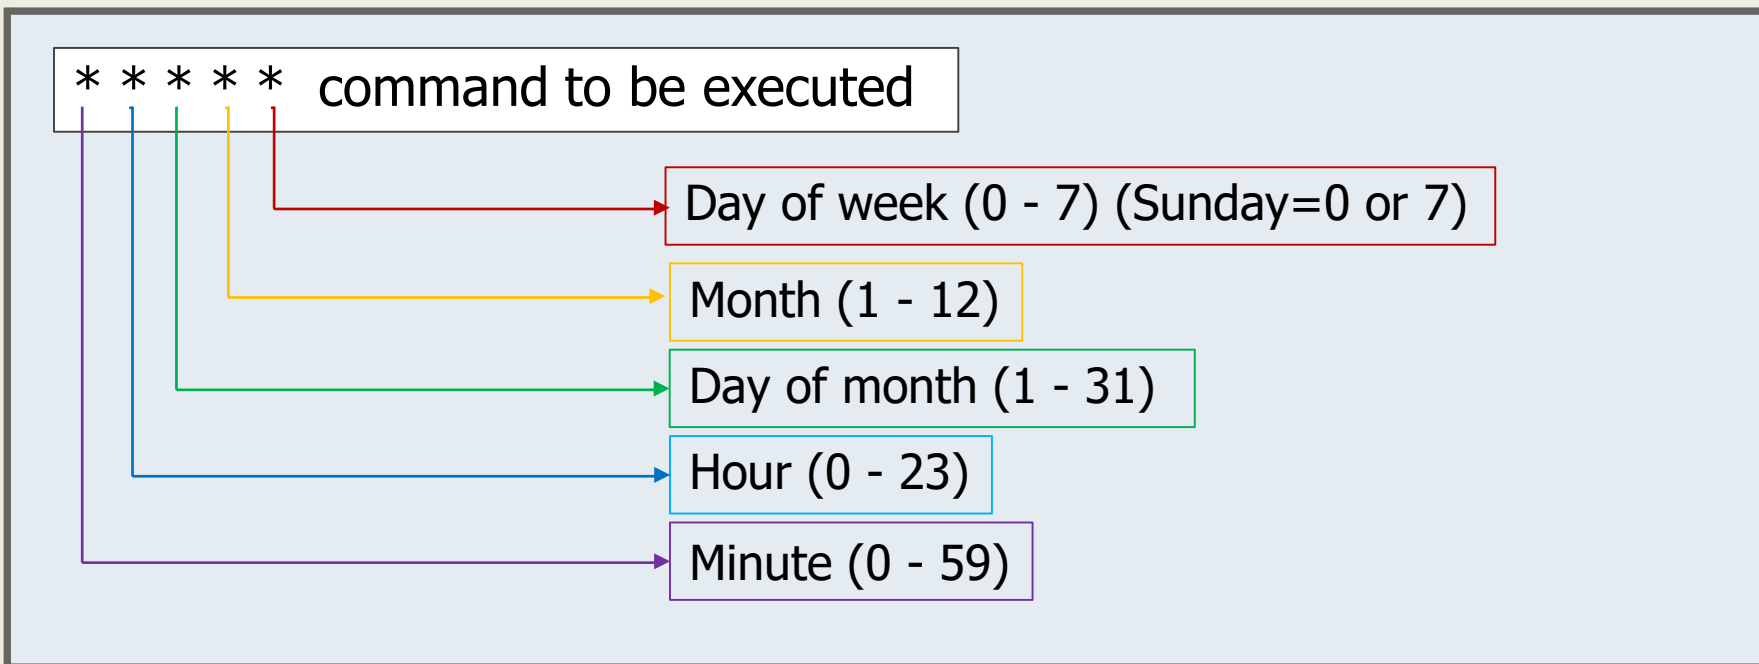 * * * * * command to be executed
Day of week (0 - 7) (Sunday=0 or 7)
Month (1 - 12)
Day of month (1 - 31)
Hour (0 - 23)
Minute (0 - 59)